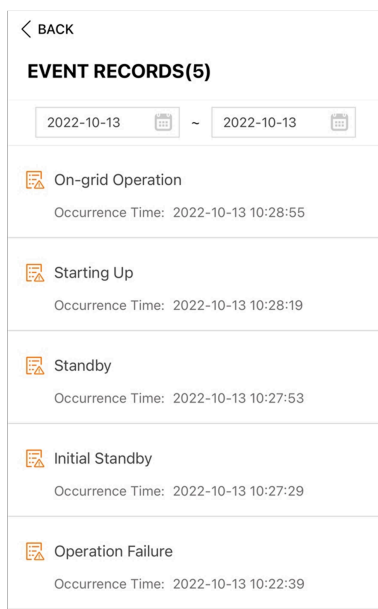 BACK
EVENT RECORDS(5)
2022-10-13 ~ 2022-10-13
On-grid Operation
Occurrence Time: 2022-10-13 10:28:55
Starting Up
Occurrence Time: 2022-10-13 10:28:19
Standby
Occurrence Time: 2022-10-13 10:27:53
Initial Standby
Occurrence Time: 2022-10-13 10:27:29
Operation Failure
Occurrence Time: 2022-10-13 10:22:39